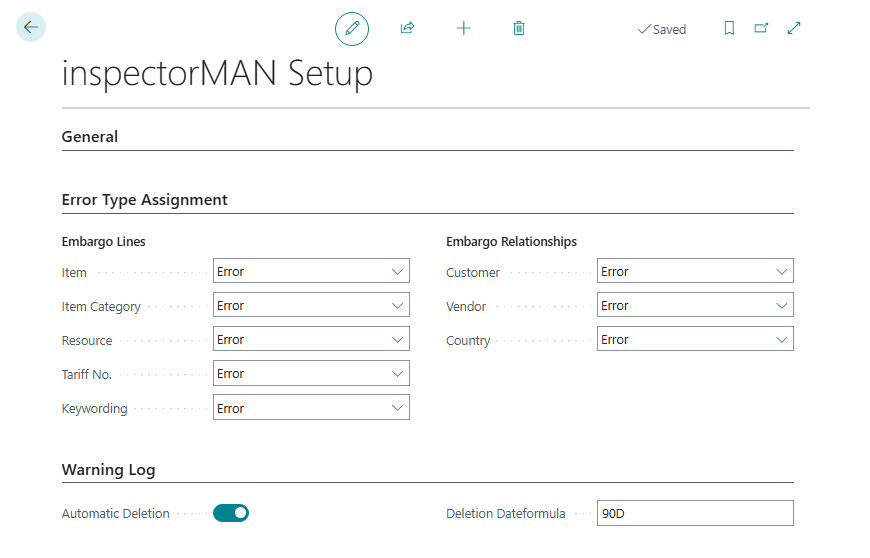 Saved
inspectorMAN Setup
General
Error Type Assignment
Embargo Lines
Item Error
Item Category Error
Resource Error
Tariff No. Error
Keywording Error
Embargo Relationships
Customer Error
Vendor Error
Country Error
Warning Log
Automatic Deletion
Deletion Dateformula 90D